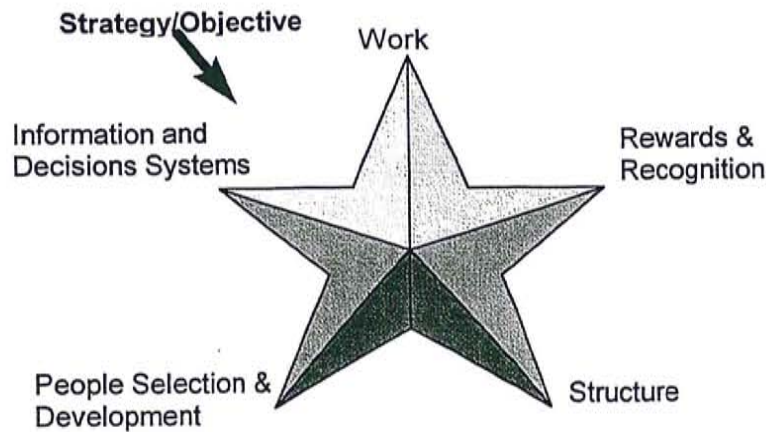 Strategy/Objective
Work
Information and
Decisions Systems
Rewards &
Recognition
People Selection &
Development
Structure